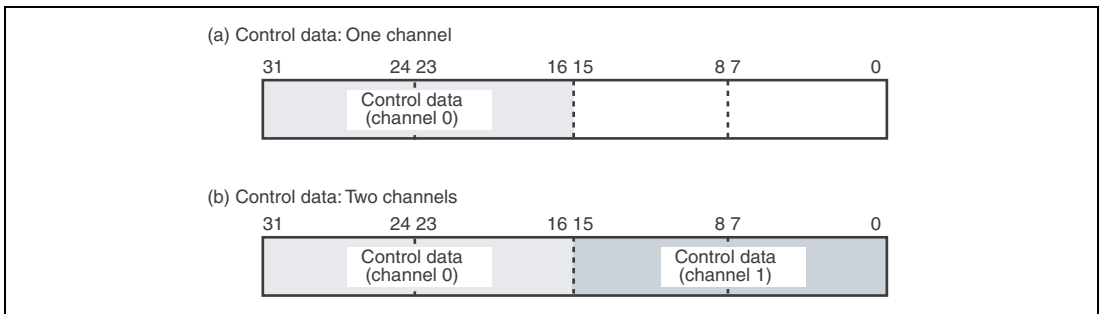 (a) Control data: One channel
31 24 23 16 15 8 7 0
Control data
(channel 0)
(b) Control data: Two channels
31 24 23 16 15 8 7 0
Control data
(channel 0)
Control data
(channel 1)